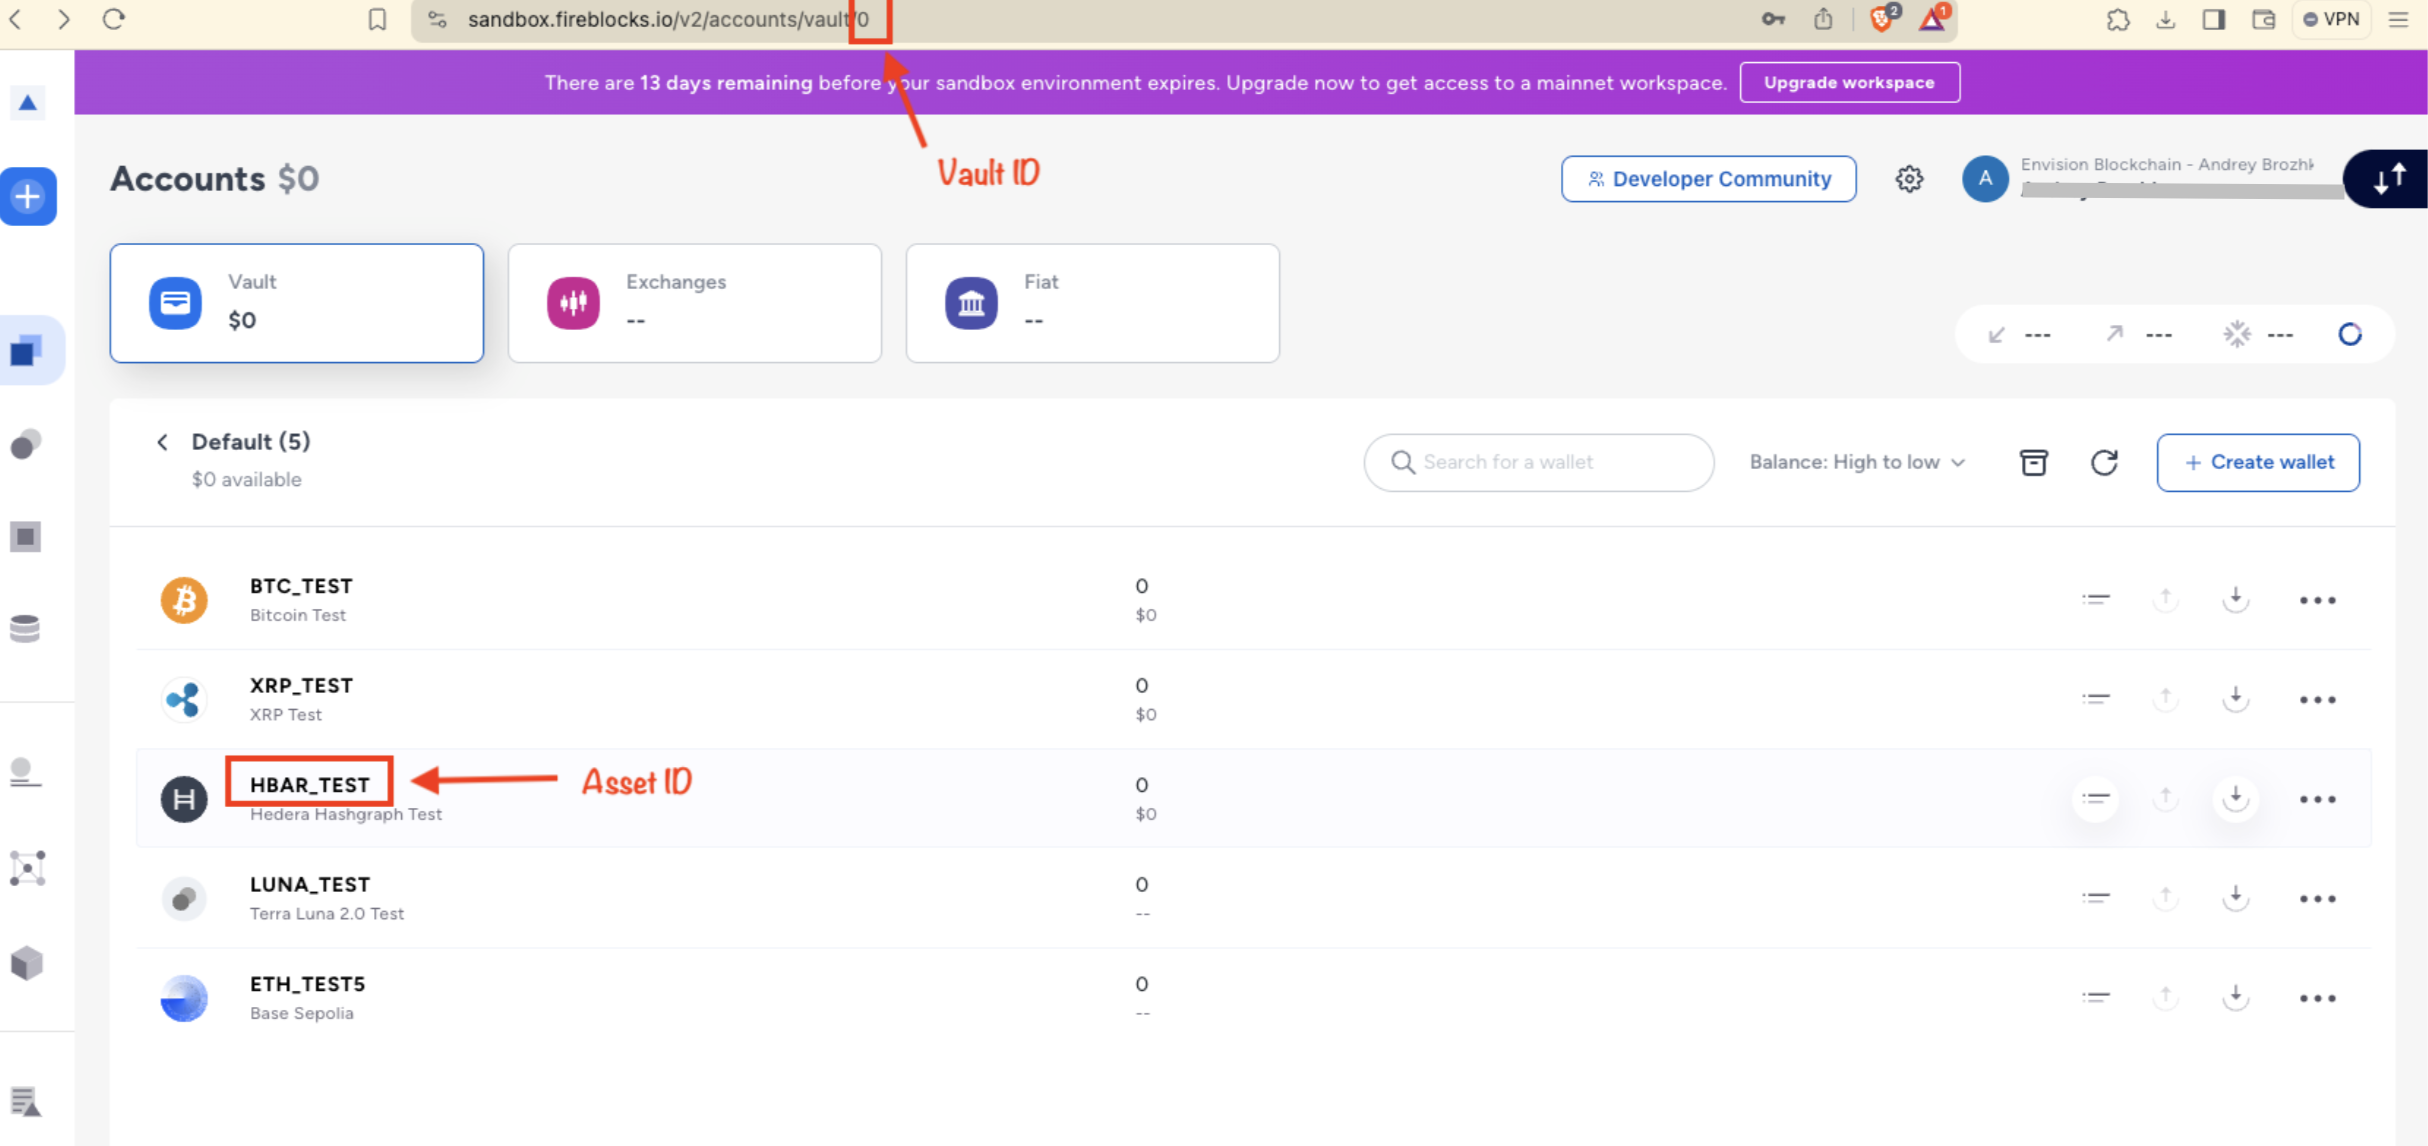 sandbox.fireblocks.io/v2/accounts/vault/0
2
1
VPN
There are 13 days remaining before your sandbox environment expires. Upgrade now to get access to a mainnet workspace.
Upgrade workspace
Vault ID
Accounts $0
Developer Community
A
Envision Blockchain - Andrey Brozhk
Vault
$0
Exchanges
--
Fiat
--
---
---
---
Default (5)
$0 available
Search for a wallet
Balance: High to low
+ Create wallet
BTC_TEST
Bitcoin Test
0
$0
XRP_TEST
XRP Test
0
$0
HBAR_TEST
Hedera Hashgraph Test
Asset ID
0
$0
LUNA_TEST
Terra Luna 2.0 Test
0
--
ETH_TEST5
Base Sepolia
0
--